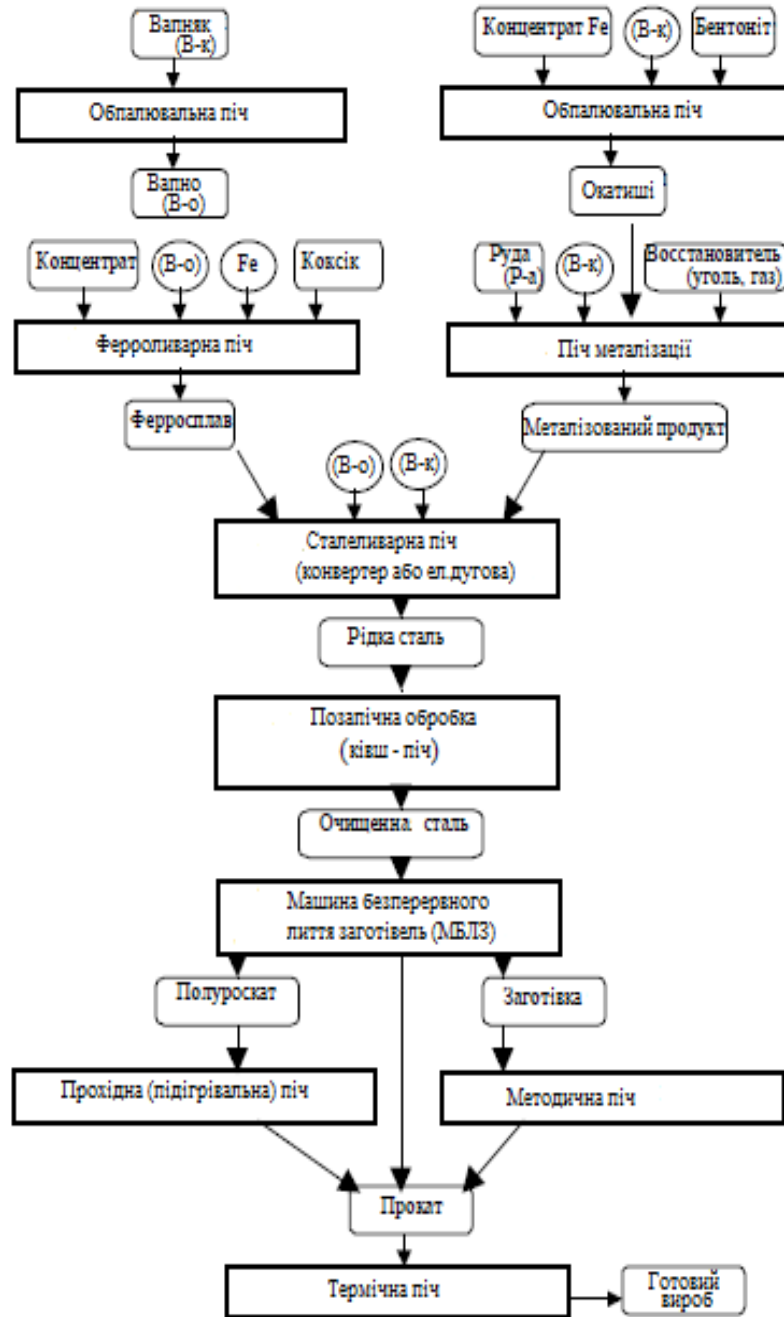 Вапняк
(В-к)
Концентрат Fe
(В-к)
Бентоніт
Обпалювальна піч
Обпалювальна піч
Вапно
(В-о)
Окатиші
Концентрат
(В-о)
Fe
Коксік
Руда
(Р-а)
(В-к)
Восстановитель
(уголь, газ)
Ферроливарна піч
Піч металізації
Ферросплав
Металізований продукт
(В-о)
(В-к)
Сталеливарна піч
(конвертер або ел.дугова)
Рідка сталь
Позапічна обробка
(ківш - піч)
Очищенна сталь
Машина безперервного
лиття заготівель (МБЛЗ)
Полуроскат
Заготівка
Прохідна (підігрівальна) піч
Методична піч
Прокат
Термічна піч
Готовий
вироб